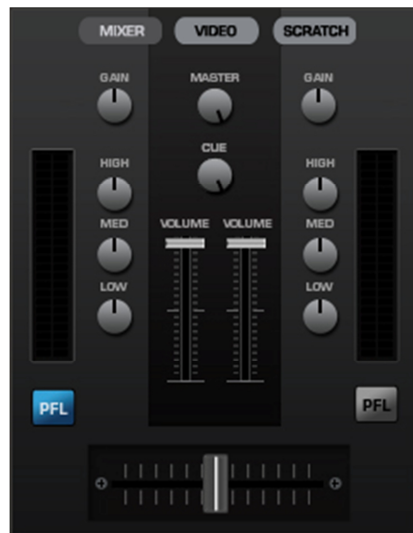 MIXER VIDEO SCRATCH
GAIN MASTER GAIN
CUE
HIGH HIGH
MED VOLUME VOLUME MED
LOW LOW
PFL PFL